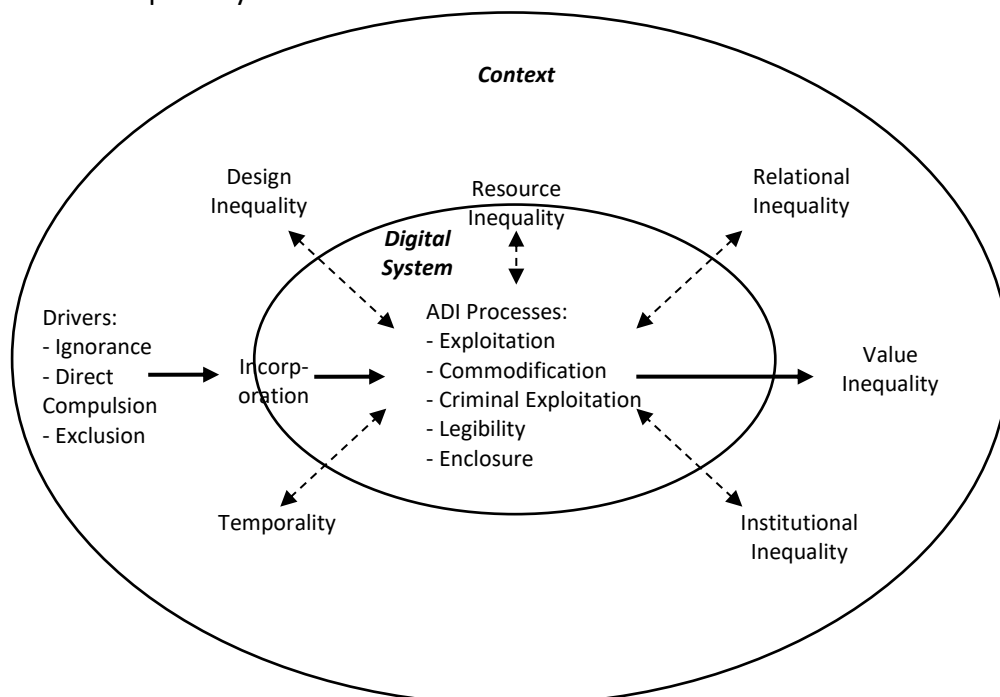 Context
Design
Inequality
Resource
Inequality
Relational
Inequality
Digital
System
Drivers:
- Ignorance
- Direct
Compulsion
- Exclusion
Incorp-
oration
ADI Processes:
- Exploitation
- Commodification
- Criminal Exploitation
- Legibility
- Enclosure
Value
Inequality
Temporality
Institutional
Inequality